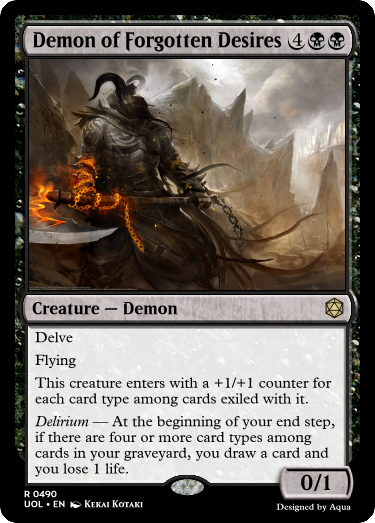 Demon of Forgotten Desires 4
Creature — Demon
Delve
Flying
This creature enters with a +1/+1 counter for
each card type among cards exiled with it.
Delirium — At the beginning of your end step,
if there are four or more card types among
cards in your graveyard, you draw a card and
you lose 1 life.
0/1
R 0490
UOL • EN Kekai Kotaki
Designed by Aqua